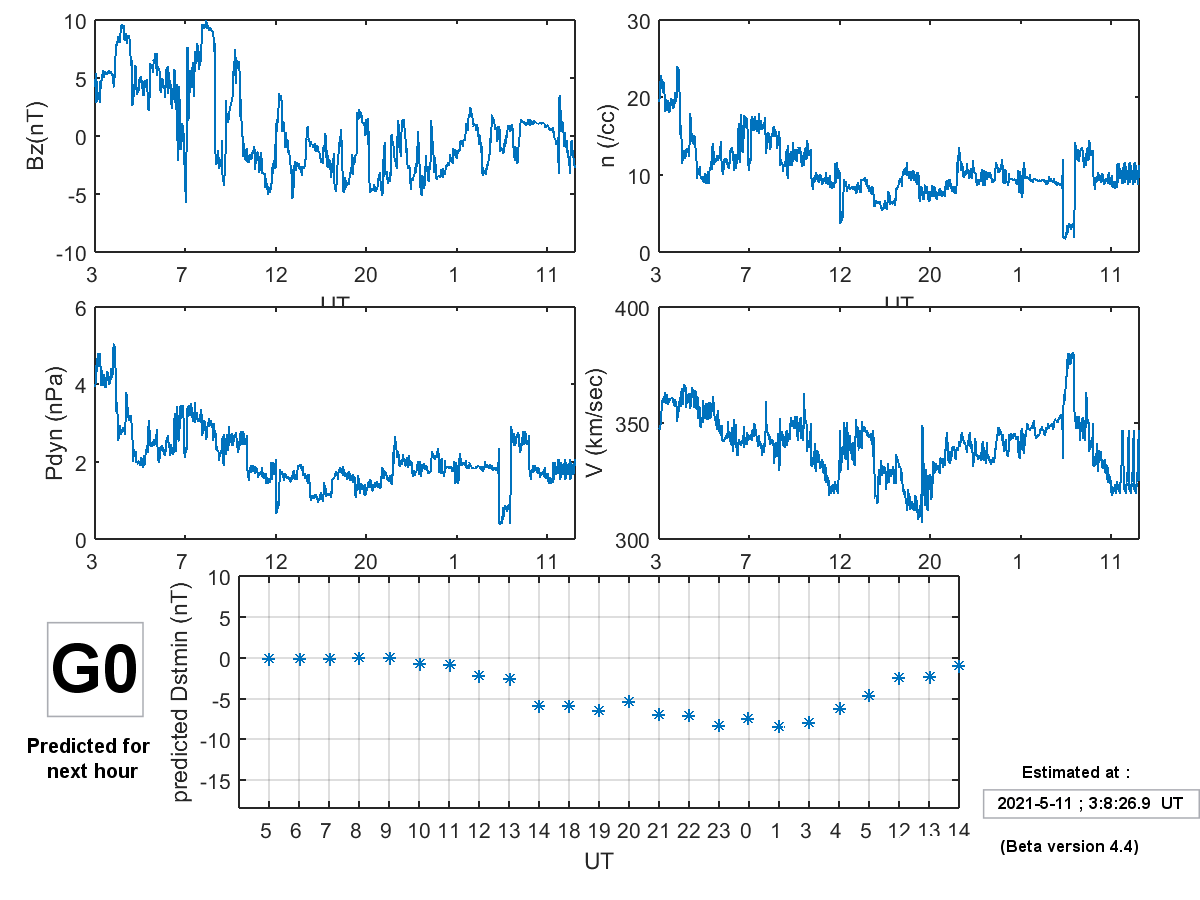 10
5
0
-5
-10
Bz(nT)
3 7 12 20 1 11
UT
30
20
10
0
n (/cc)
3 7 12 20 1 11
UT
6
4
2
0
Pdyn (nPa)
3 7 12 20 1 11
400
350
300
V (km/sec)
3 7 12 20 1 11
10
5
0
-5
-10
-15
predicted Dstmin (nT)
5 6 7 8 9 10 11 12 13 14 18 19 20 21 22 23 0 1 3 4 5 12 13 14
UT
G0
Predicted for
next hour
Estimated at :
2021-5-11 ; 3:8:26.9 UT
(Beta version 4.4)